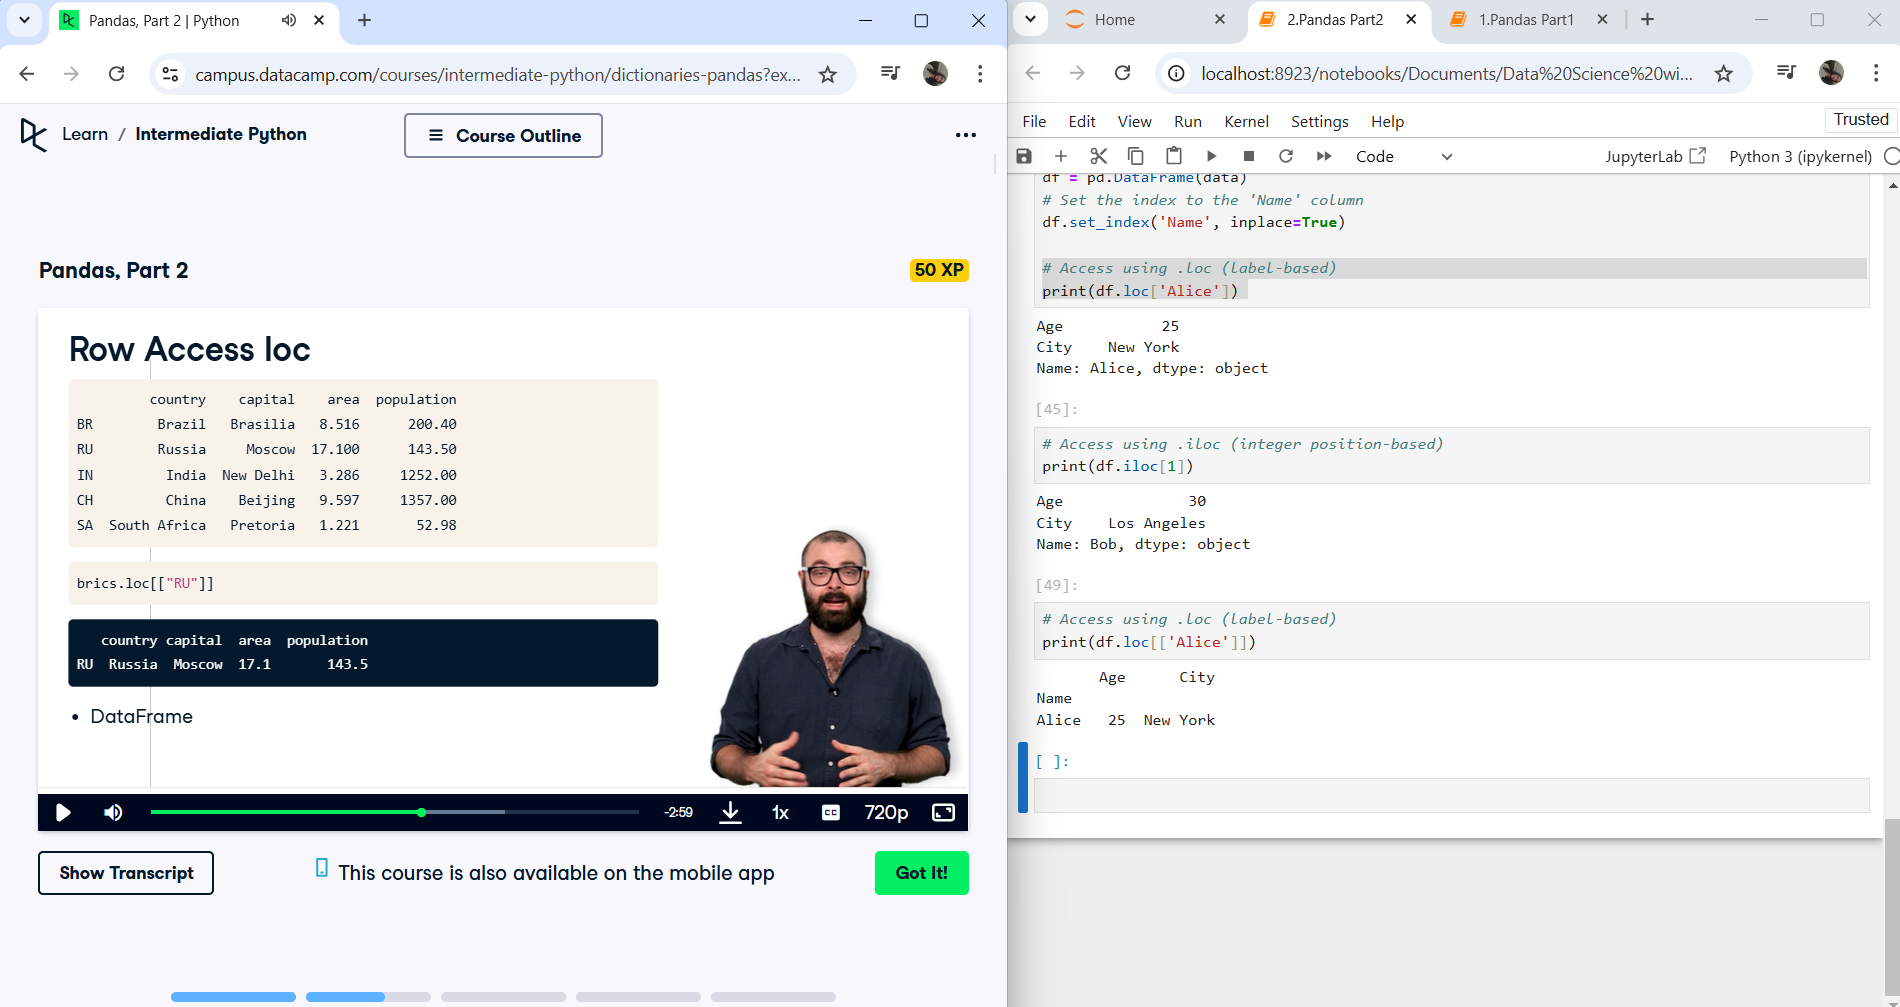 Pandas, Part 2 | Python
campus.datacamp.com/courses/intermediate-python/dictionaries-pandas?ex...
Learn / Intermediate Python
Course Outline
Pandas, Part 2
50 XP
Row Access loc
country capital area population
BR Brazil Brasilia 8.516 200.40
RU Russia Moscow 17.100 143.50
IN India New Delhi 3.286 1252.00
CH China Beijing 9.597 1357.00
SA South Africa Pretoria 1.221 52.98
brics.loc[["RU"]]
country capital area population
RU Russia Moscow 17.1 143.5
• DataFrame
-2:59
1x
CC
720p
Show Transcript
This course is also available on the mobile app
Got It!
Home
2.Pandas Part2
1.Pandas Part1
localhost:8923/notebooks/Documents/Data%20Science%20wi...
File Edit View Run Kernel Settings Help
Trusted
Code
JupyterLab
Python 3 (ipykernel)
df = pd.DataFrame(data)
# Set the index to the 'Name' column
df.set_index('Name', inplace=True)
# Access using .loc (label-based)
print(df.loc['Alice'])
Age 25
City New York
Name: Alice, dtype: object
[45]:
# Access using .iloc (integer position-based)
print(df.iloc[1])
Age 30
City Los Angeles
Name: Bob, dtype: object
[49]:
# Access using .loc (label-based)
print(df.loc[['Alice']])
Age City
Name
Alice 25 New York
[ ]: